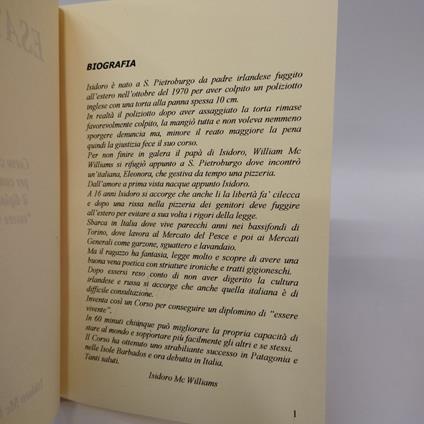 BIOGRAFIA
Isidoro è nato a S. Pietroburgo da padre irlandese fuggito
all'estero nell'ottobre del 1970 per aver colpito un poliziotto
inglese con una torta alla panna spessa 10 cm.
In realtà il poliziotto dopo aver assaggiato la torta rimase
favorevolmente colpito, la mangiò tutta e non voleva nemmeno
sporgere denuncia ma, minore il reato maggiore la pena
quindi la giustizia fece il suo corso.
Per non finire in galera il papà di Isidoro, William Mc
Williams si rifugiò appunto a S. Pietroburgo dove incontrò
un'italiana, Eleonora, che gestiva da tempo una pizzeria.
Dall'amore a prima vista nacque appunto Isidoro.
A 16 anni Isidoro si accorge che anche lì la libertà fa' cilecca
e dopo una rissa nella pizzeria dei genitori deve fuggire
all'estero per evitare a sua volta i rigori della legge.
Sbarca in Italia dove vive parecchi anni nei bassifondi di
Torino, dove lavora al Mercato del Pesce e poi ai Mercati
Generali come garzone, sguattero e lavandaio.
Ma il ragazzo ha fantasia, legge molto e scopre di avere una
buona vena poetica con striature ironiche e tratti gigioneschi.
Dopo essersi reso conto di non aver digerito la cultura
irlandese e russa si accorge che anche quella italiana è di
difficile consultazione.
Inventa così un Corso per conseguire un diplomino di "essere
vivente".
In 60 minuti chiunque può migliorare la propria capacità di
stare al mondo e sopportare più facilmente gli altri e se stessi.
Il Corso ha ottenuto uno strabiliante successo in Patagonia e
nelle Isole Barbados e ora debutta in Italia.
Tanti saluti.
Isidoro Mc Williams
1